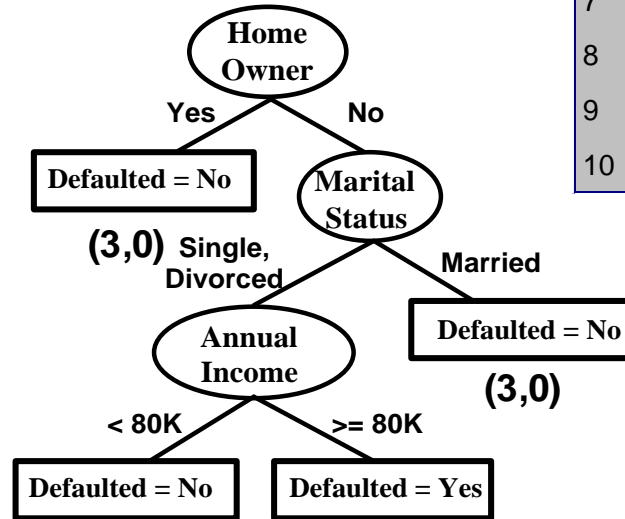 Home
Owner
7
8
9
10
Yes
No
Defaulted = No
Marital
Status
(3,0)
Single,
Divorced
Married
Annual
Income
Defaulted = No
(3,0)
< 80K
>= 80K
Defaulted = No
Defaulted = Yes